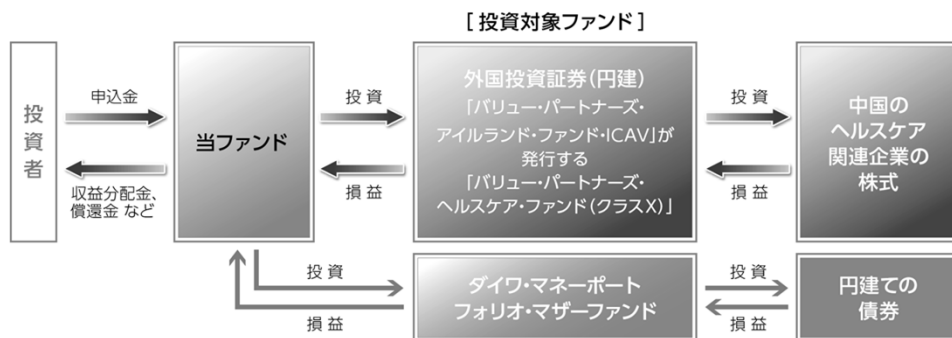 [ 投資対象ファンド ]
投資者
申込金
収益分配金、
償還金 など
当ファンド
投 資
損 益
外国投資証券（円建）
「バリュー・パートナーズ・
アイルランド・ファンド・ICAV」が
発行する
「バリュー・パートナーズ・
ヘルスケア・ファンド（クラスX）」
投 資
損 益
中国の
ヘルスケア
関連企業の
株式
投 資
損 益
ダイワ・マネーポート
フォリオ・マザーファンド
投 資
損 益
円建ての
債券